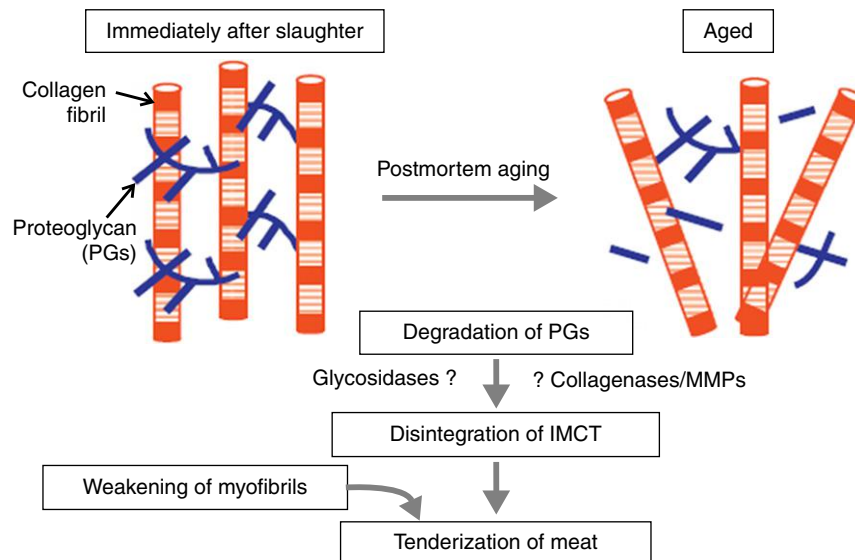 Immediately after slaughter
Aged
Collagen
fibril
Postmortem aging
Proteoglycan
(PGs)
Degradation of PGs
Glycosidases ?
? Collagenases/MMPs
Disintegration of IMCT
Weakening of myofibrils
Tenderization of meat